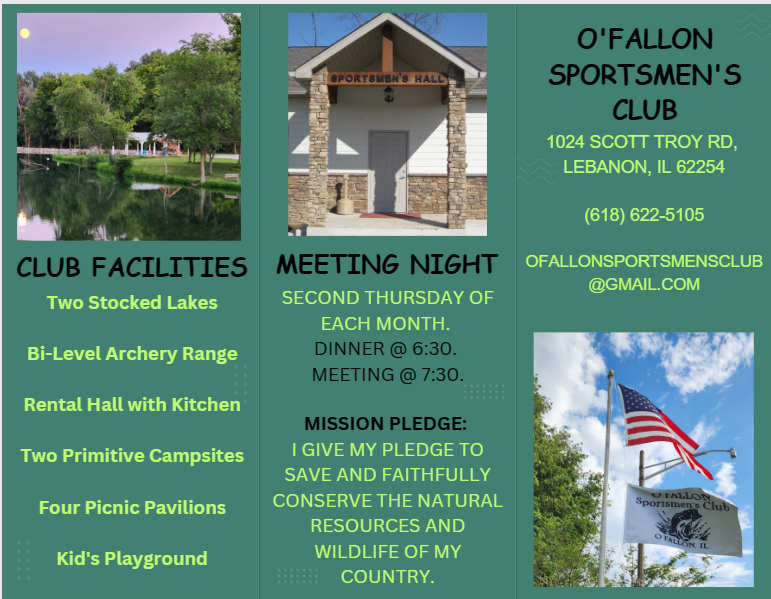 CLUB FACILITIES
Two Stocked Lakes
Bi-Level Archery Range
Rental Hall with Kitchen
Two Primitive Campsites
Four Picnic Pavilions
Kid's Playground
SPORTSMEN'S HALL
MEETING NIGHT
SECOND THURSDAY OF
EACH MONTH.
DINNER @ 6:30.
MEETING @ 7:30.
MISSION PLEDGE:
I GIVE MY PLEDGE TO
SAVE AND FAITHFULLY
CONSERVE THE NATURAL
RESOURCES AND
WILDLIFE OF MY
COUNTRY.
O'FALLON
SPORTSMEN'S
CLUB
1024 SCOTT TROY RD,
LEBANON, IL 62254
(618) 622-5105
OFALLONSPORTSMENSCLUB
@GMAIL.COM
O'FALLON
Sportsmen's Club
O'FALLON, IL